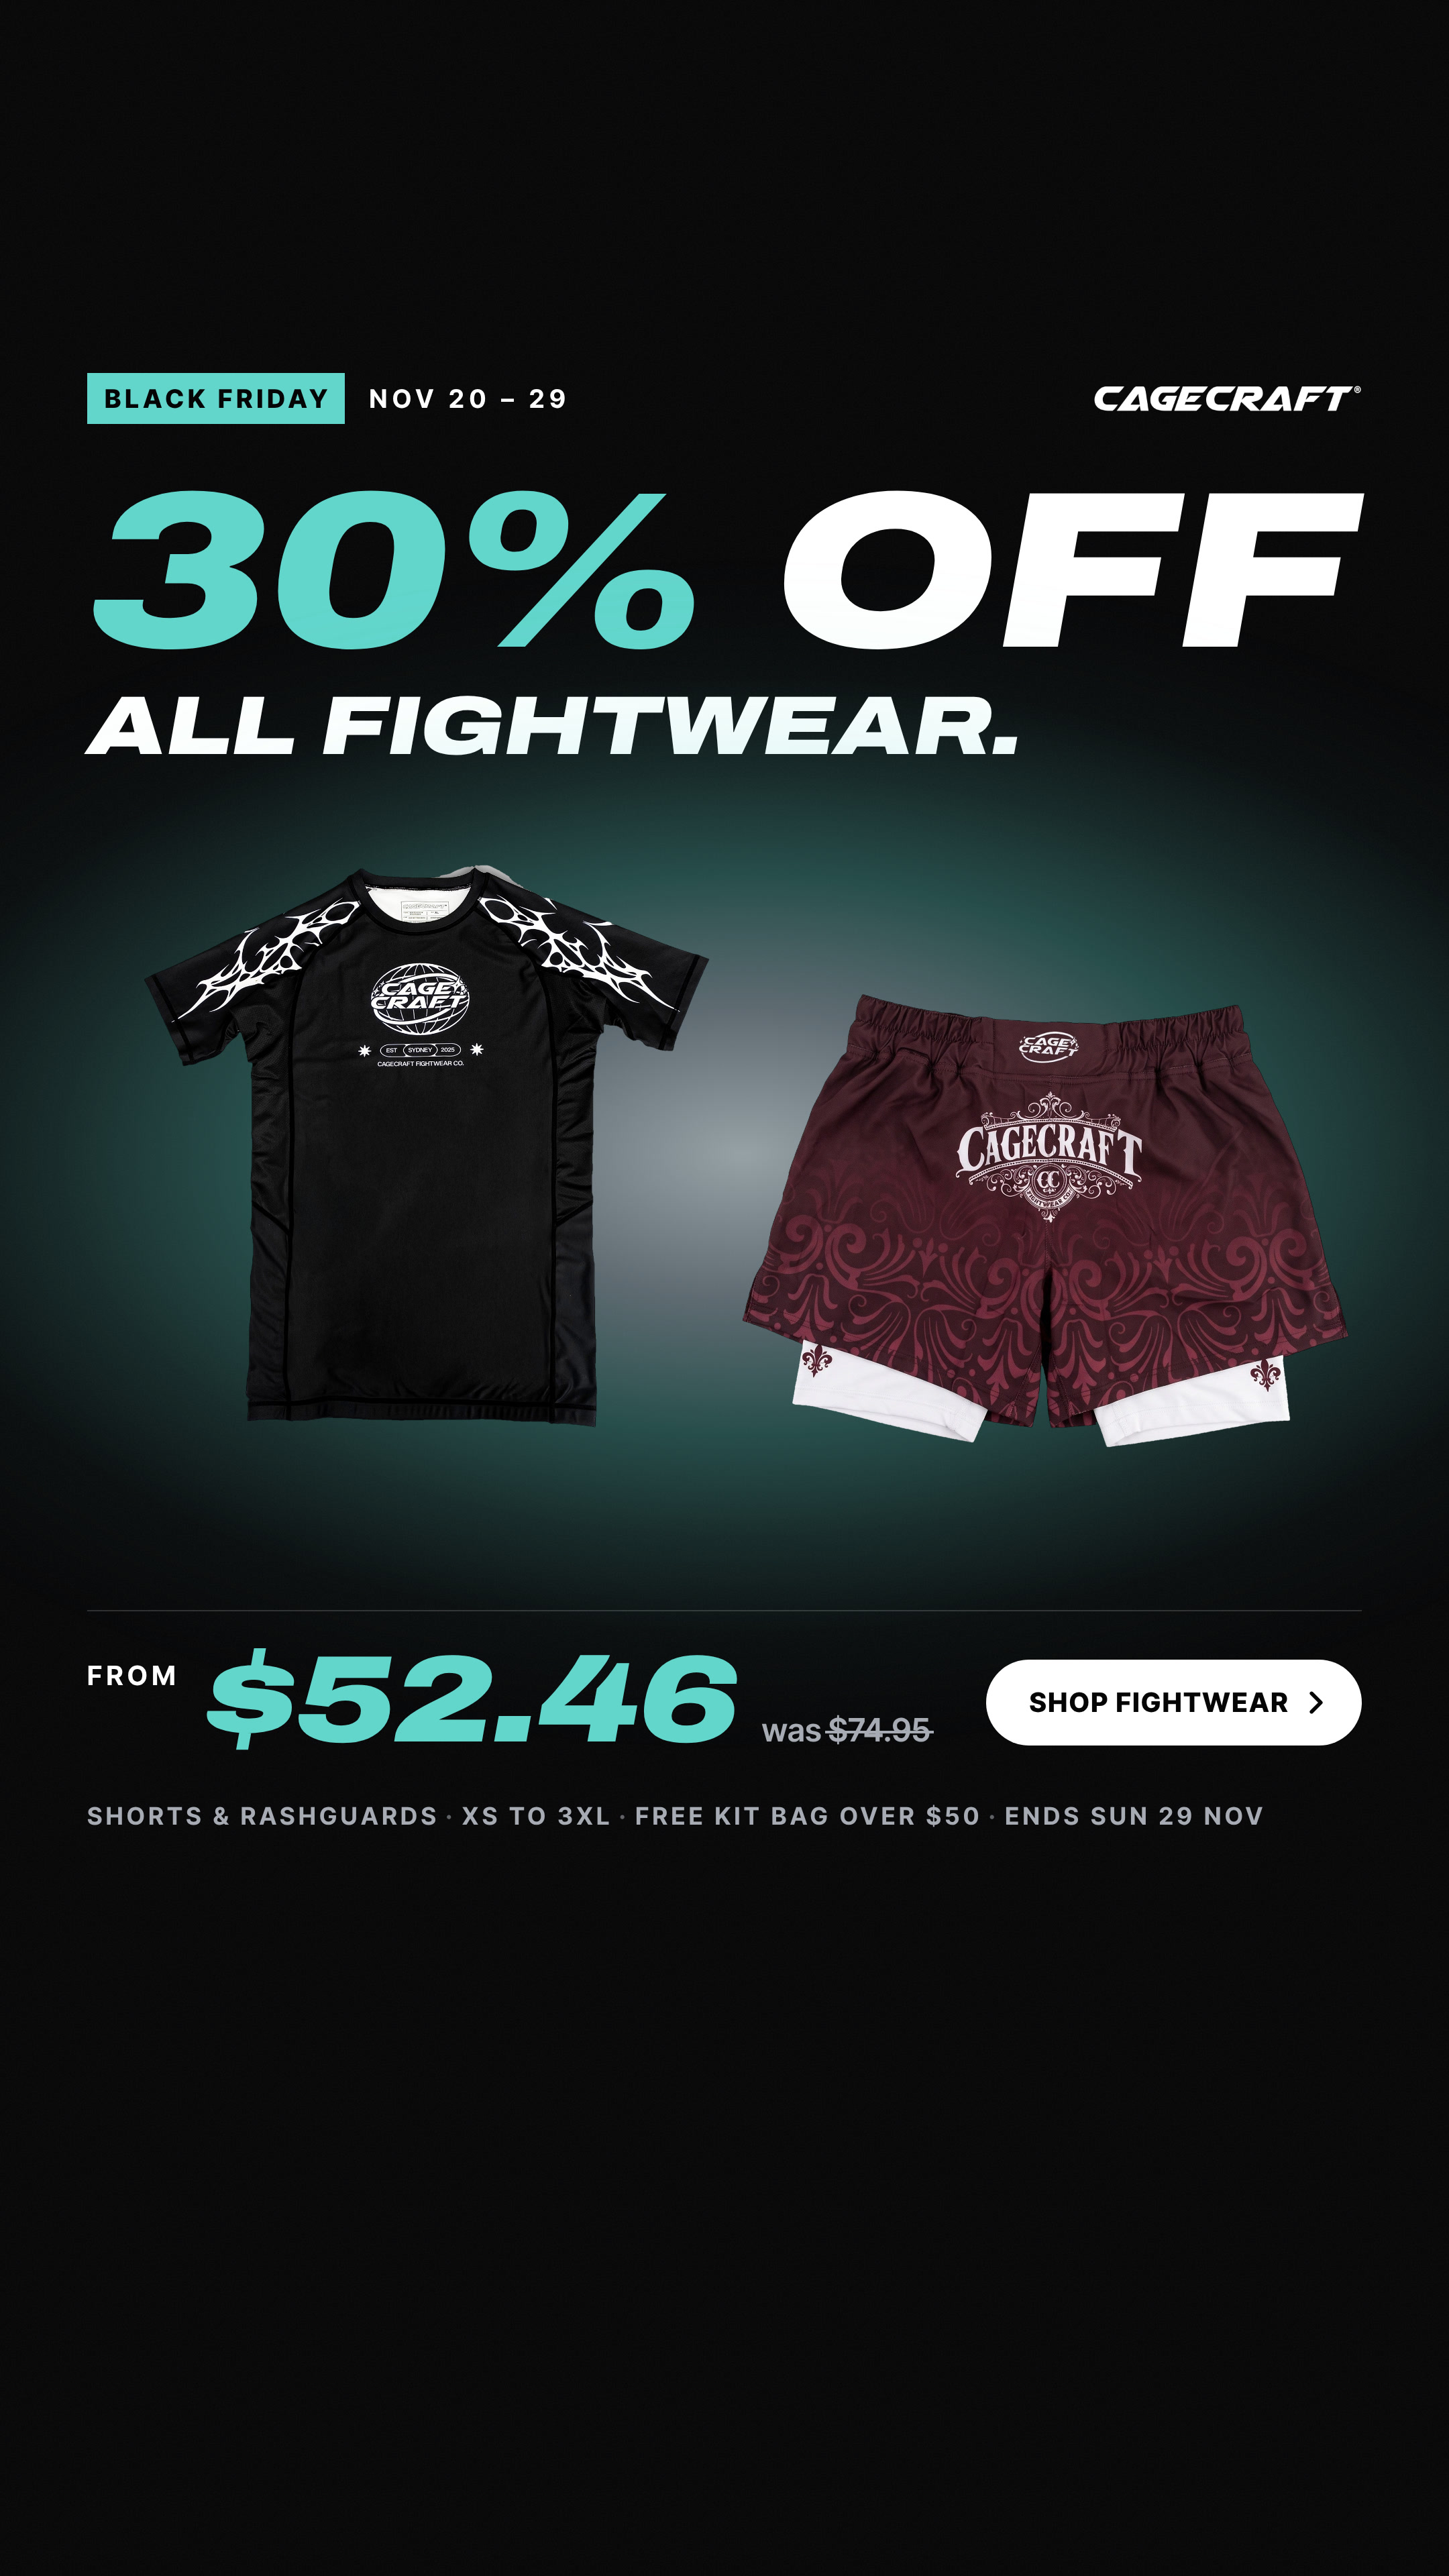 BLACK FRIDAY NOV 20 – 29
CAGECRAFT®
30% OFF
ALL FIGHTWEAR.
CAGE
CRAFT
EST SYDNEY 2025
CAGECRAFT FIGHTWEAR CO.
CAGE
CRAFT
CAGECRAFT
CC
FROM $52.46 was $74.95
SHOP FIGHTWEAR
SHORTS & RASHGUARDS · XS TO 3XL · FREE KIT BAG OVER $50 · ENDS SUN 29 NOV